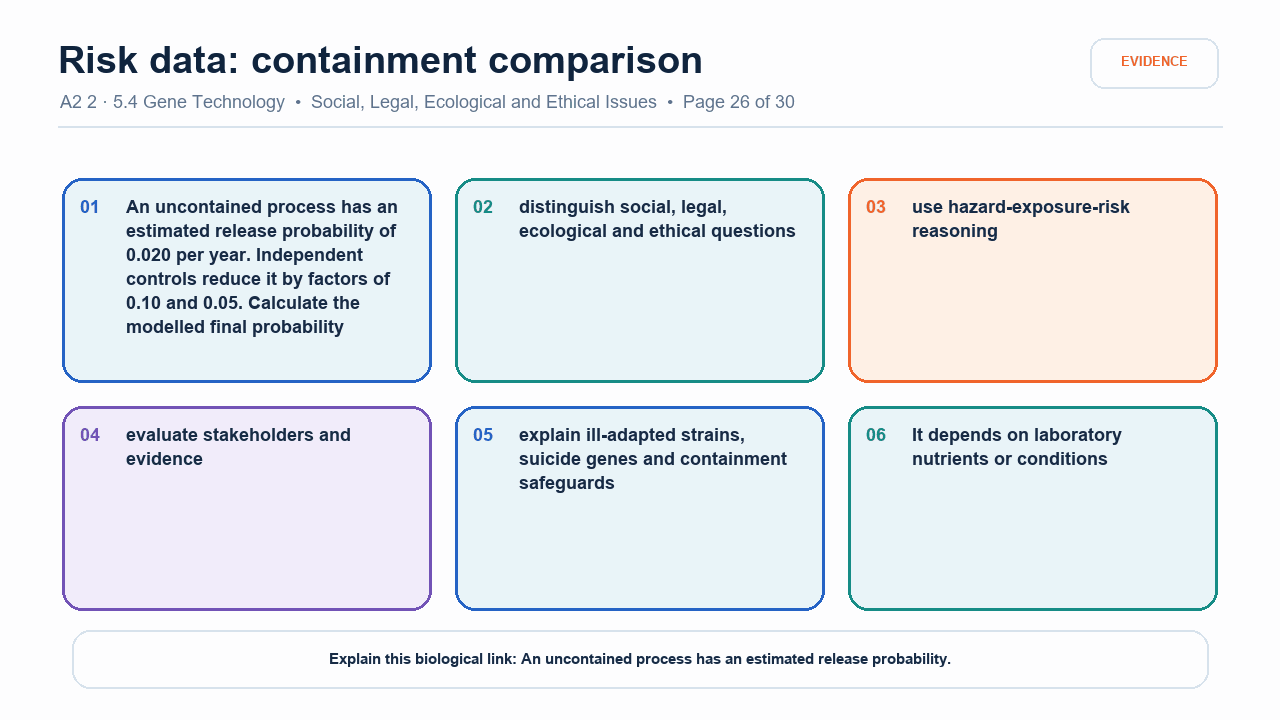 Risk data: containment comparison
EVIDENCE
A2 2 · 5.4 Gene Technology • Social, Legal, Ecological and Ethical Issues • Page 26 of 30
01
An uncontained process has an
estimated release probability of
0.020 per year. Independent
controls reduce it by factors of
0.10 and 0.05. Calculate the
modelled final probability
02
distinguish social, legal,
ecological and ethical questions
03
use hazard-exposure-risk
reasoning
04
evaluate stakeholders and
evidence
05
explain ill-adapted strains,
suicide genes and containment
safeguards
06
It depends on laboratory
nutrients or conditions
Explain this biological link: An uncontained process has an estimated release probability.